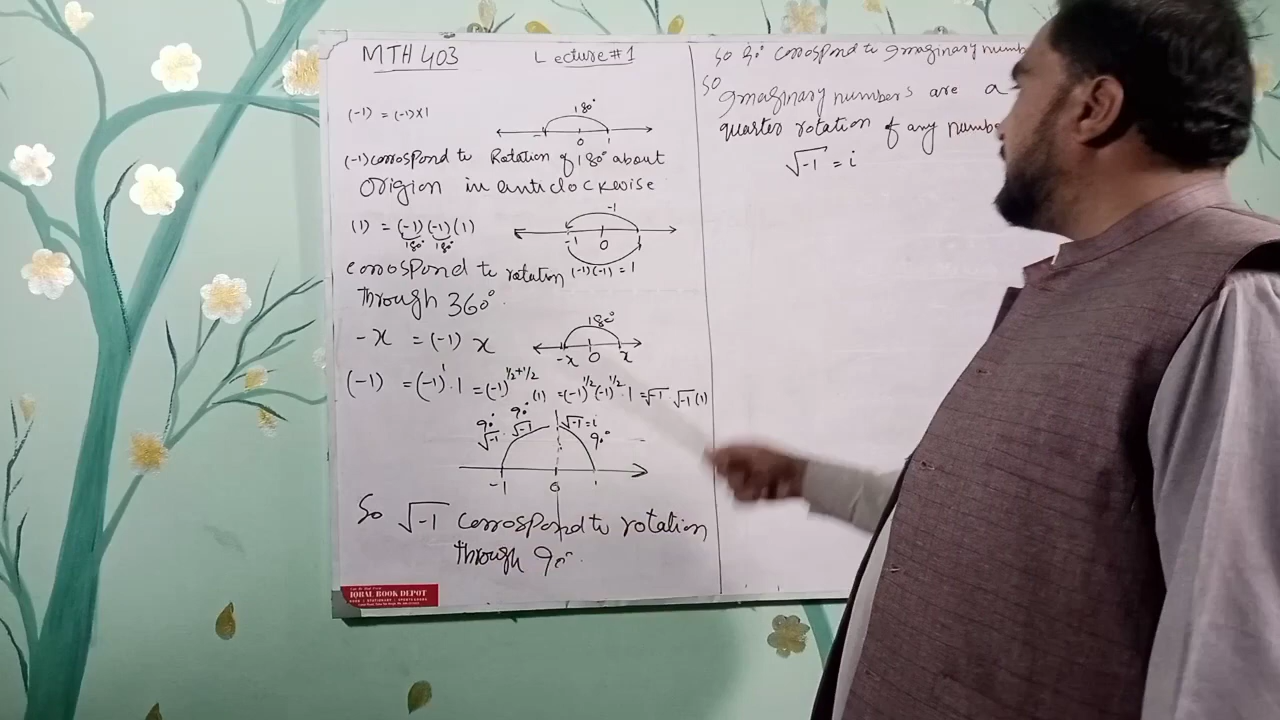 MTH 403
Lecture #1
(-1) = (-1)×1
180°
0 1
(-1) corrospond to Rotation of 180° about
Origion in anticlockwise
(1) = (-1) (-1) (1)
180° 180°
-1
-1 0 1
(-1)(-1) = 1
corrospond to rotation
through 360°.
-x = (-1) x
180°
-x 0 x
(-1) = (-1)^1 . 1 = (-1)^1/2+1/2 (1) = (-1)^1/2 (-1)^1/2 . 1 = √-1 . √-1 (1)
90° 90° √-1 = i
√-1 √-1 90°
-1 0 1
So √-1 corrospond to rotation
through 90°.
IQBAL BOOK DEPOT
So 90° corrospond to Imaginary
So
Imaginary numbers are a
quarter rotation of any
√-1 = i